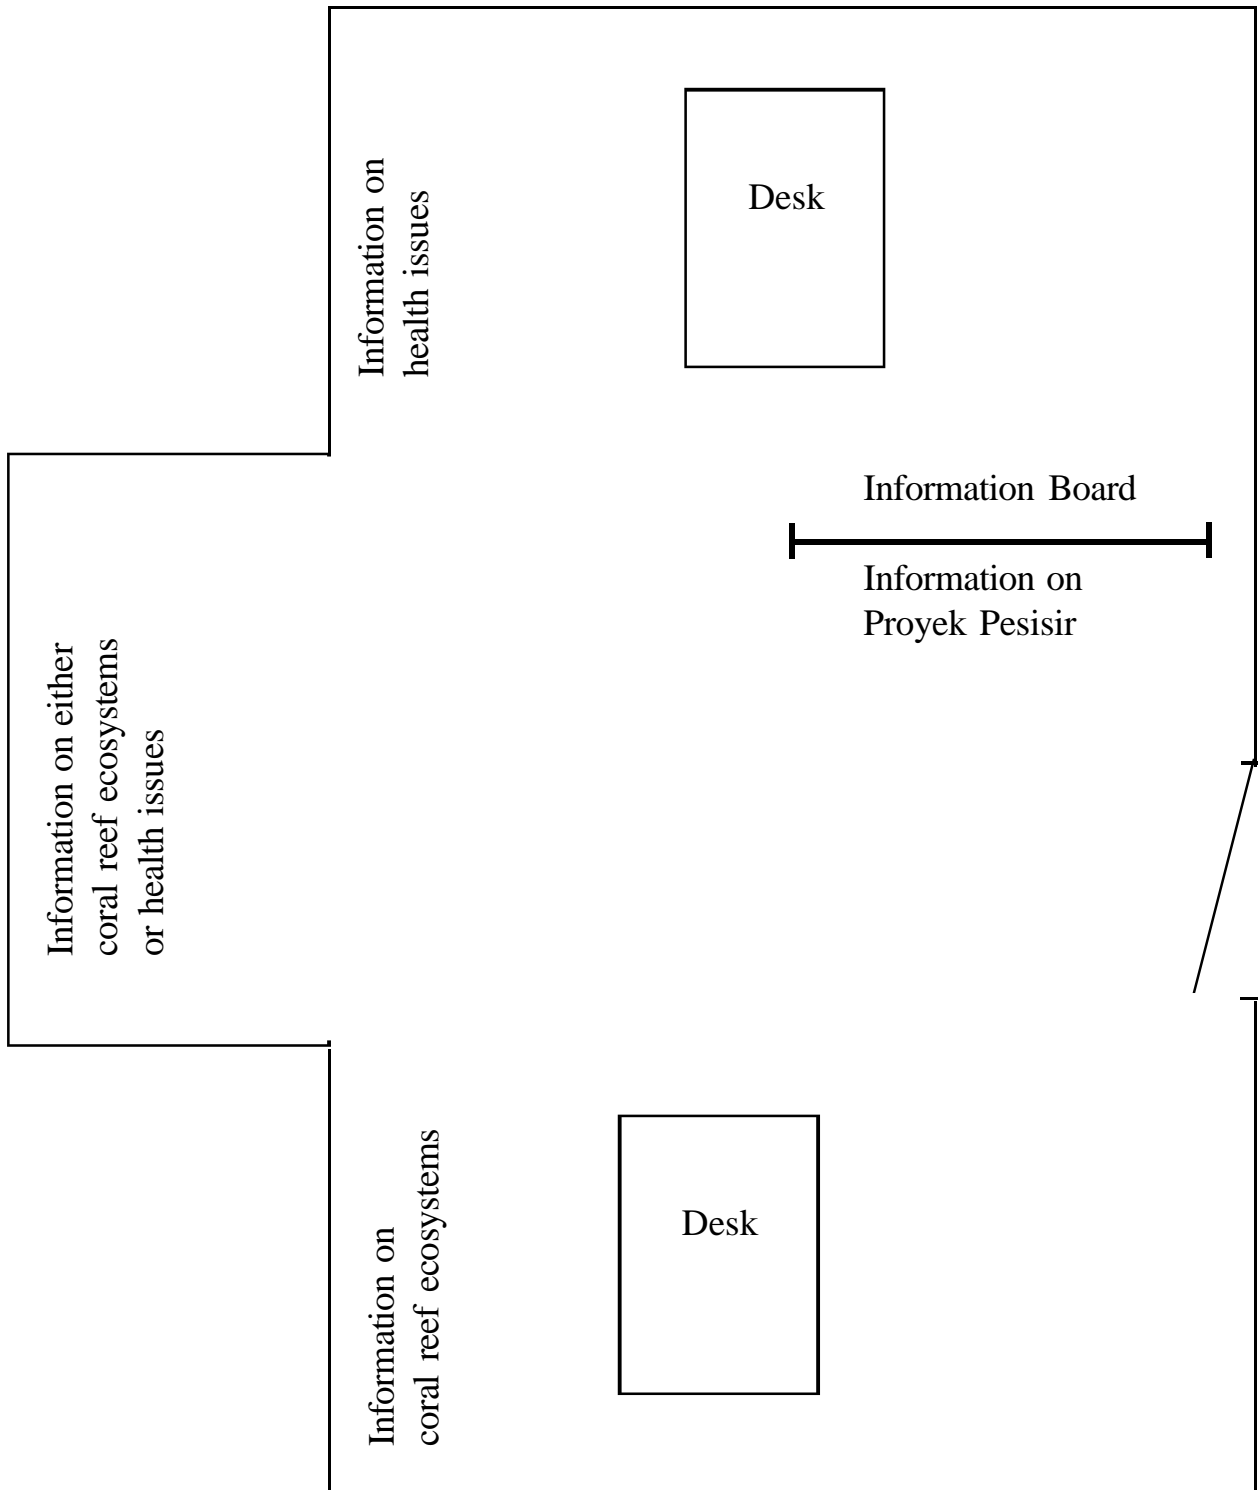 Information on
health issues
Desk
Information Board
Information on
Proyek Pesisir
Information on either
coral reef ecosystems
or health issues
Information on
coral reef ecosystems
Desk